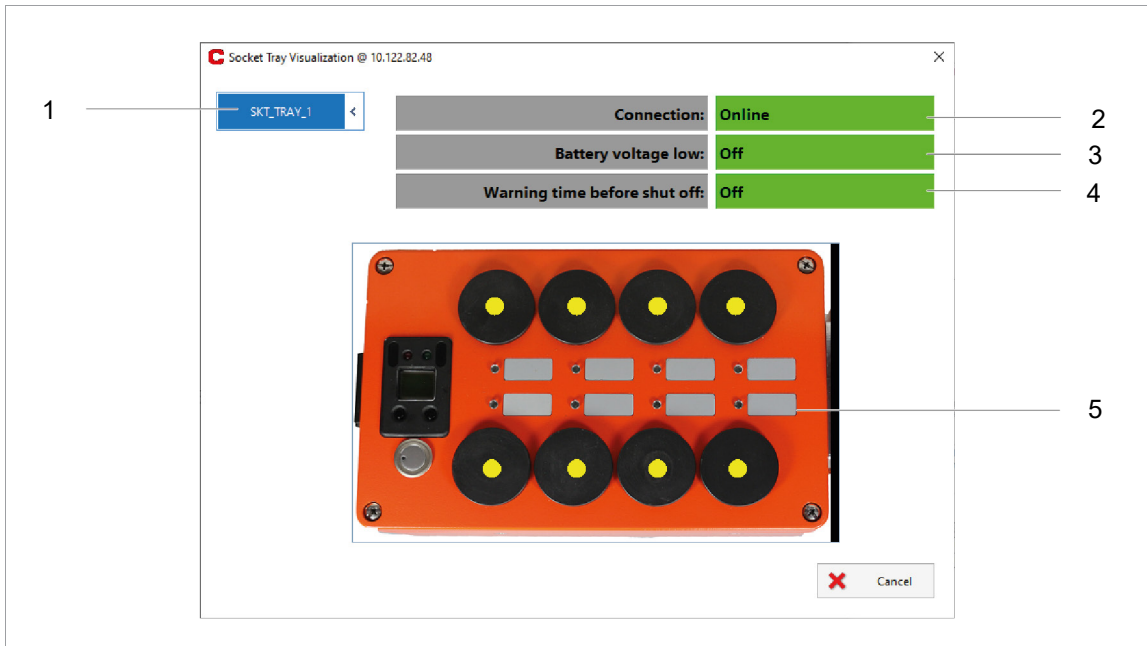 Socket Tray Visualization @ 10.122.82.48
1
SKT_TRAY_1
Connection: Online
2
Battery voltage low: Off
3
Warning time before shut off: Off
4
5
Cancel